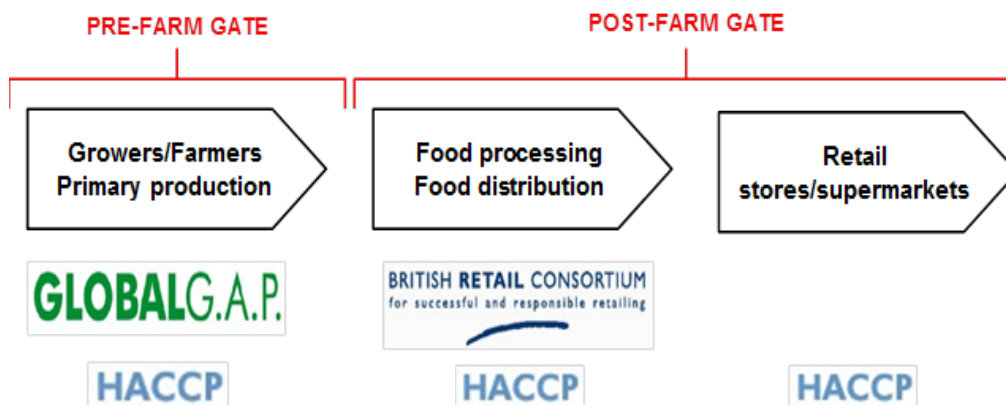 PRE-FARM GATE
POST-FARM GATE
Growers/Farmers
Primary production
Food processing
Food distribution
Retail
stores/supermarkets
GLOBALG.A.P.
BRITISH RETAIL CONSORTIUM
for successful and responsible retailing
HACCP
HACCP
HACCP